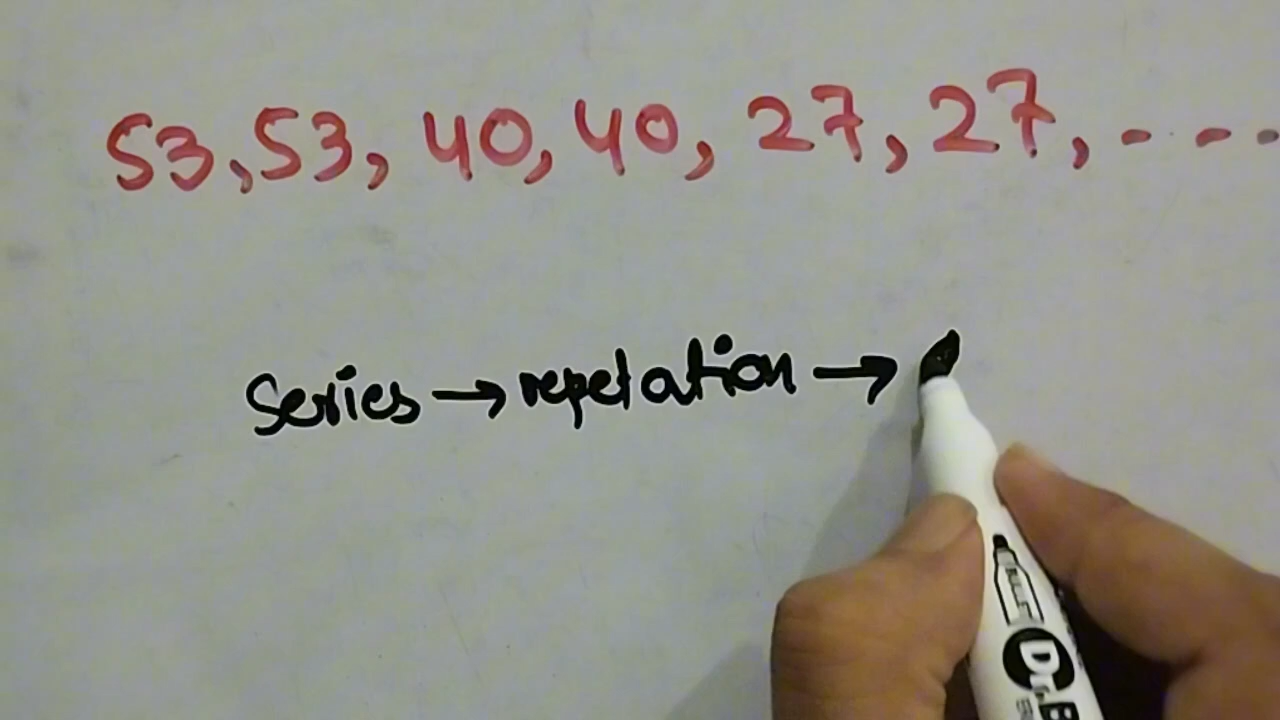 53, 53, 40, 40, 27, 27, - - -
Series → repetation →